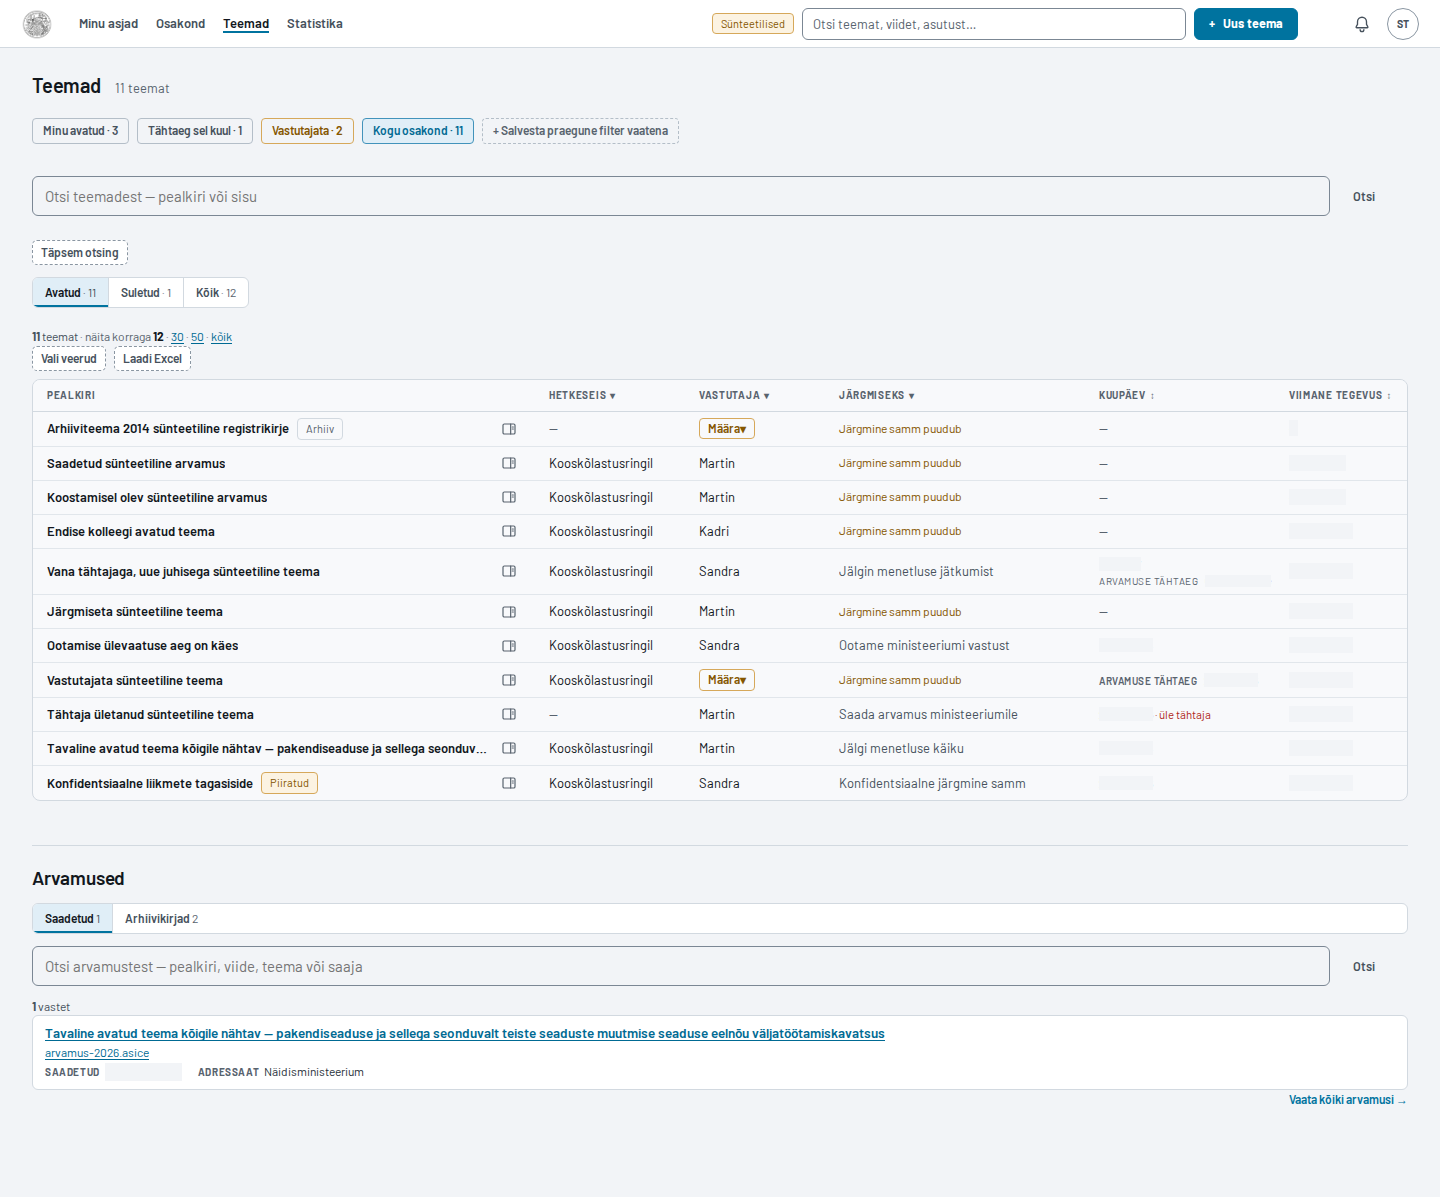 Minu asjad Osakond Teemad Statistika Sünteetilised Otsi teemat, viidet, asutust... + Uus teema ST
Teemad 11 teemat
Minu avatud · 3 Tähtaeg sel kuul · 1 Vastutajata · 2 Kogu osakond · 11 + Salvesta praegune filter vaatena
Otsi teemadest — pealkiri või sisu Otsi
Täpsem otsing
Avatud · 11 Suletud · 1 Kõik · 12
11 teemat · näita korraga 12 · 30 · 50 · kõik
Vali veerud Laadi Excel
PEALKIRI HETKESEIS ▾ VASTUTAJA ▾ JÄRGMISEKS ▾ KUUPÄEV ↕ VIIMANE TEGEVUS ↕
Arhiiviteema 2014 sünteetiline registrikirje Arhiiv — Määra▾ Järgmine samm puudub —
Saadetud sünteetiline arvamus Kooskõlastusringil Martin Järgmine samm puudub —
Koostamisel olev sünteetiline arvamus Kooskõlastusringil Martin Järgmine samm puudub —
Endise kolleegi avatud teema Kooskõlastusringil Kadri Järgmine samm puudub —
Vana tähtajaga, uue juhisega sünteetiline teema Kooskõlastusringil Sandra Jälgin menetluse jätkumist
ARVAMUSE TÄHTAEG
Järgmiseta sünteetiline teema Kooskõlastusringil Martin Järgmine samm puudub —
Ootamise ülevaatuse aeg on käes Kooskõlastusringil Sandra Ootame ministeeriumi vastust
Vastutajata sünteetiline teema Kooskõlastusringil Määra▾ Järgmine samm puudub ARVAMUSE TÄHTAEG
Tähtaja ületanud sünteetiline teema — Martin Saada arvamus ministeeriumile · üle tähtaja
Tavaline avatud teema kõigile nähtav — pakendiseaduse ja sellega seonduv... Kooskõlastusringil Martin Jälgi menetluse käiku
Konfidentsiaalne liikmete tagasiside Piiratud Kooskõlastusringil Sandra Konfidentsiaalne järgmine samm
Arvamused
Saadetud 1 Arhiivikirjad 2
Otsi arvamustest — pealkiri, viide, teema või saaja Otsi
1 vastet
Tavaline avatud teema kõigile nähtav — pakendiseaduse ja sellega seonduvalt teiste seaduste muutmise seaduse eelnõu väljatöötamiskavatsus
arvamus-2026.asice
SAADETUD ADRESSAAT Näidisministeerium
Vaata kõiki arvamusi →